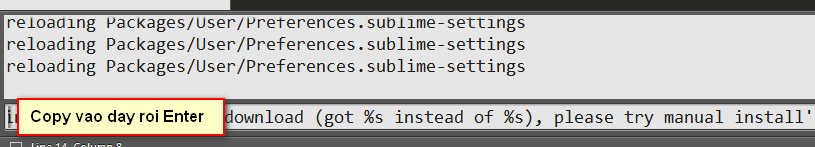 reloading Packages/User/Preferences.sublime-settings
reloading Packages/User/Preferences.sublime-settings
reloading Packages/User/Preferences.sublime-settings
Copy vao day roi Enter
download (got %s instead of %s), please try manual install'
Line 14, Column 8